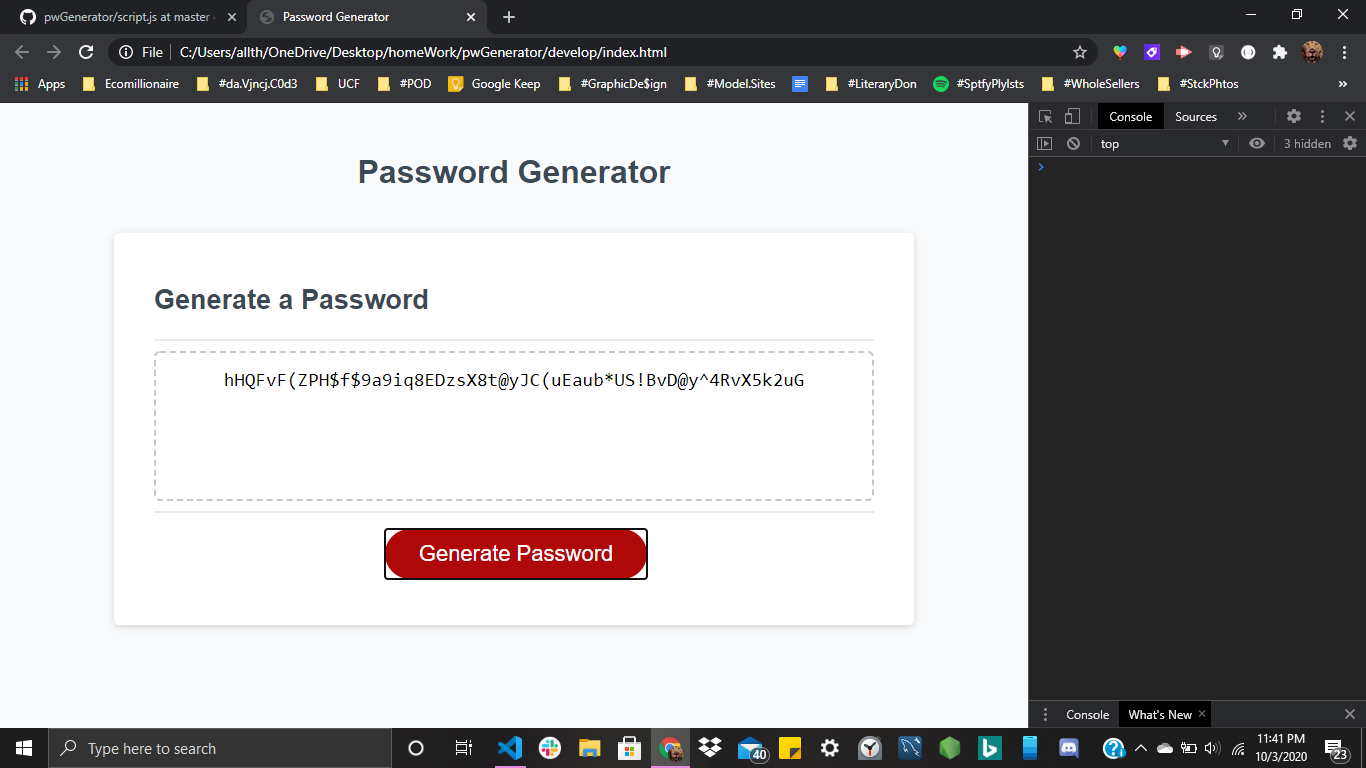 pwGenerator/script.js at master
Password Generator
File
C:/Users/allth/OneDrive/Desktop/homeWork/pwGenerator/develop/index.html
Apps
Ecomillionaire
#da.Vjncj.C0d3
UCF
#POD
Google Keep
#GraphicDe$ign
#Model.Sites
#LiteraryDon
#SptfyPlylsts
#WholeSellers
#StckPhtos
»
Console
Sources
»
top
3 hidden
Password Generator
Generate a Password
hHQFvF(ZPH$f$9a9iq8EDzsX8t@yJC(uEaub*US!BvD@y^4RvX5k2uG
Generate Password
Console
What's New
Type here to search
40
11:41 PM
10/3/2020
23